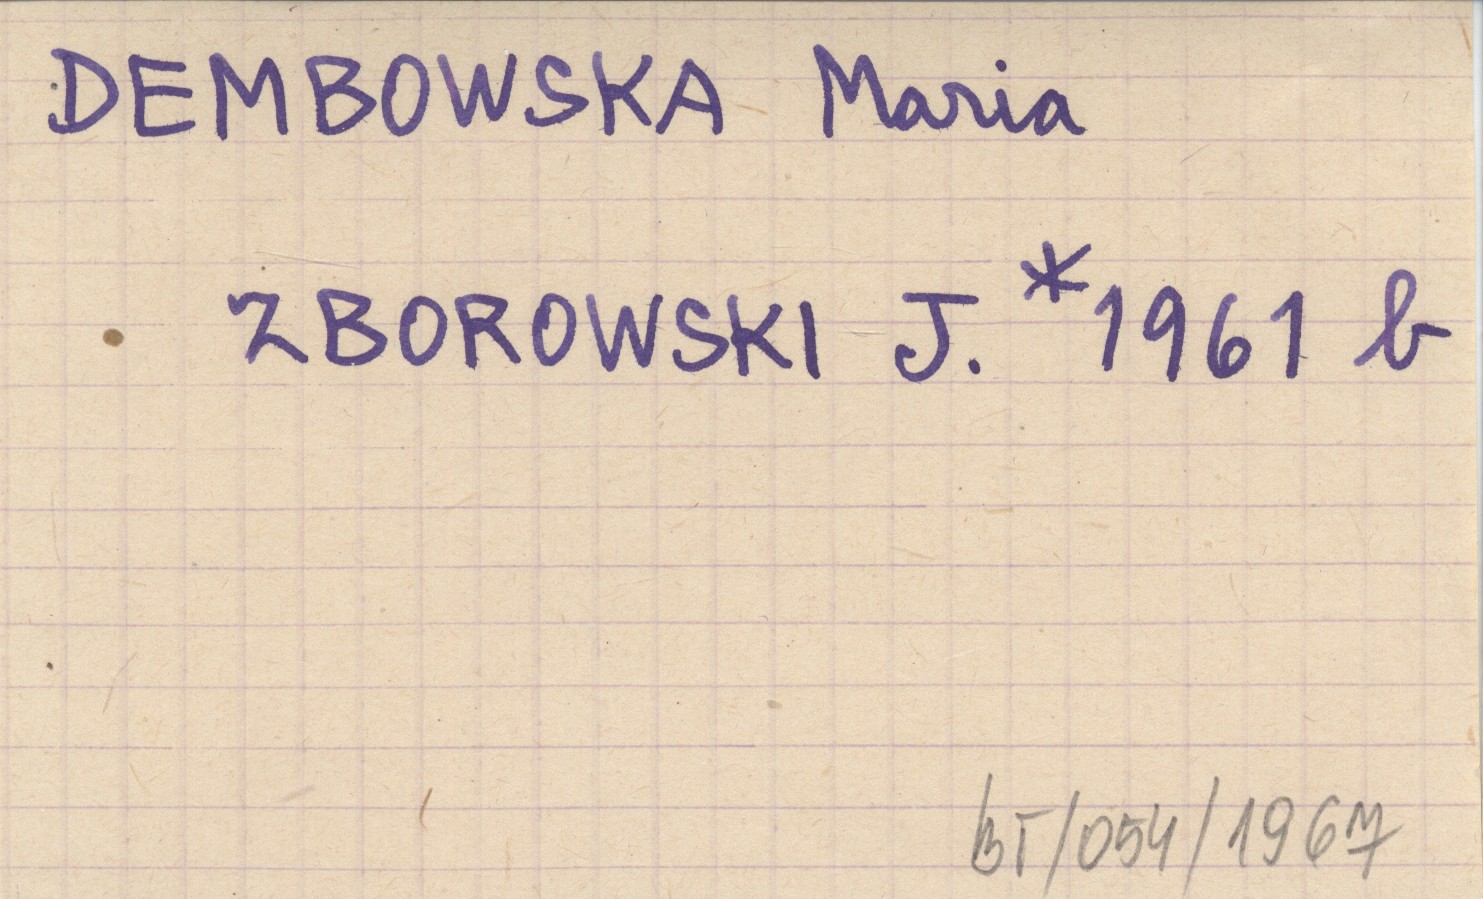 DEMBOWSKA Maria
ZBOROWSKI J.*1961 b
BT/054/1967